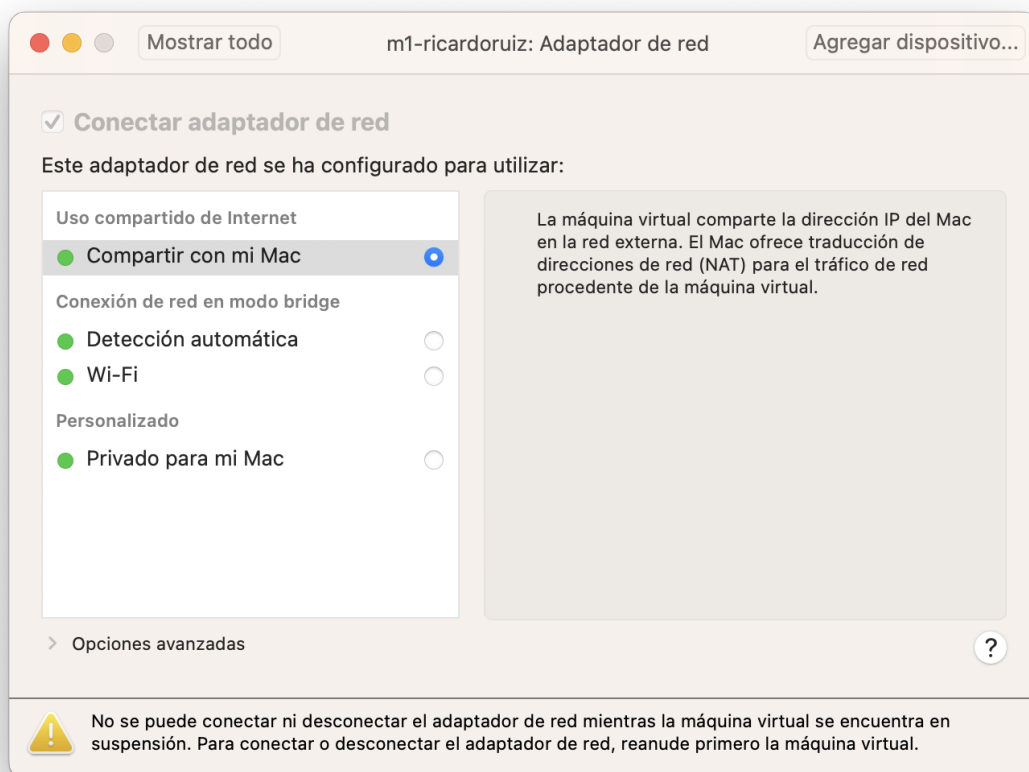 Mostrar todo
m1-ricardoruiz: Adaptador de red
Agregar dispositivo...
Conectar adaptador de red
Este adaptador de red se ha configurado para utilizar:
Uso compartido de Internet
Compartir con mi Mac
Conexión de red en modo bridge
Detección automática
Wi-Fi
Personalizado
Privado para mi Mac
La máquina virtual comparte la dirección IP del Mac
en la red externa. El Mac ofrece traducción de
direcciones de red (NAT) para el tráfico de red
procedente de la máquina virtual.
Opciones avanzadas
?
No se puede conectar ni desconectar el adaptador de red mientras la máquina virtual se encuentra en
suspensión. Para conectar o desconectar el adaptador de red, reanude primero la máquina virtual.